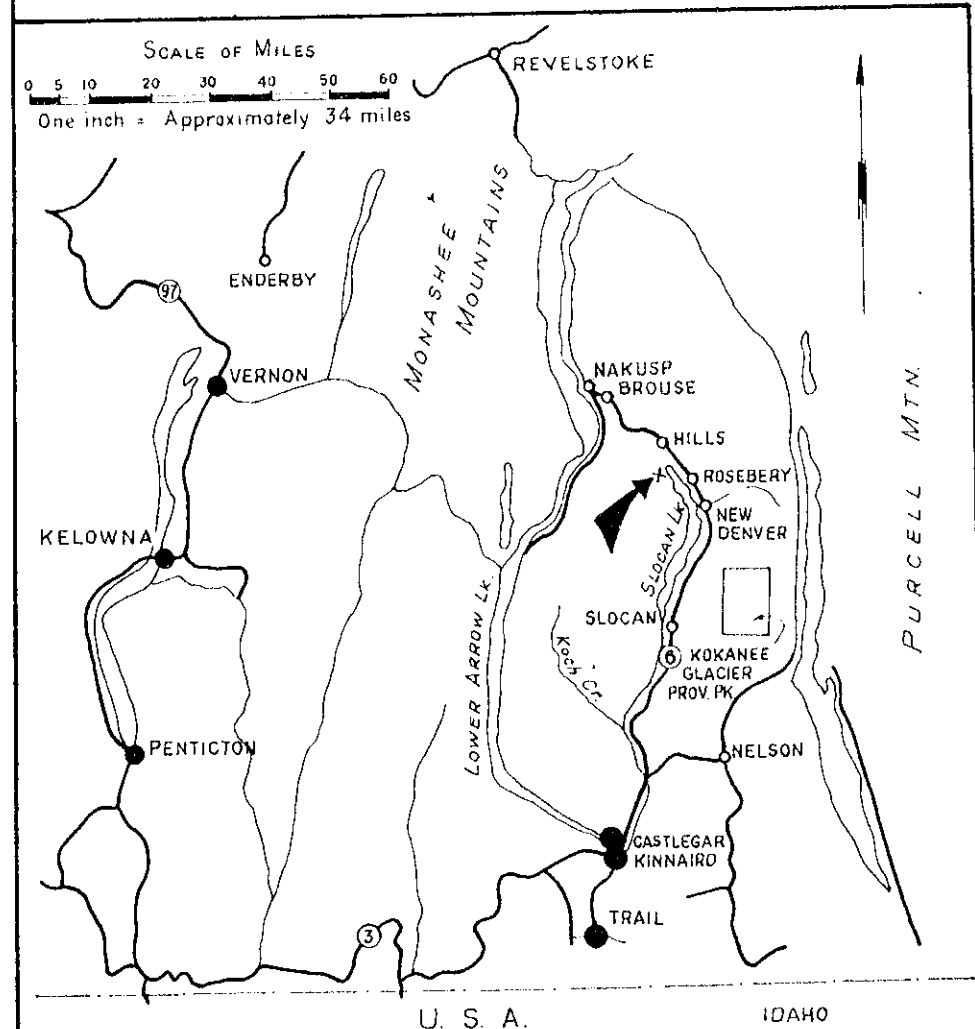 SCALE OF MILES
0 5 10 20 30 40 50 60
One inch = Approximately 34 miles
REVELSTOKE
MONASHEE
MOUNTAINS
ENDERBY
97
VERNON
NAKUSP
BROUSE
HILLS
ROSEBERY
NEW
DENVER
SLOCAN LK.
PURCELL MTN.
KELOWNA
LOWER ARROW LK.
SLOCAN
6
KOKANEE
GLACIER
PROV. PK.
Koch Cr.
PENTICTON
NELSON
CASTLEGAR
KINNAIRD
TRAIL
3
U. S. A.
IDAHO